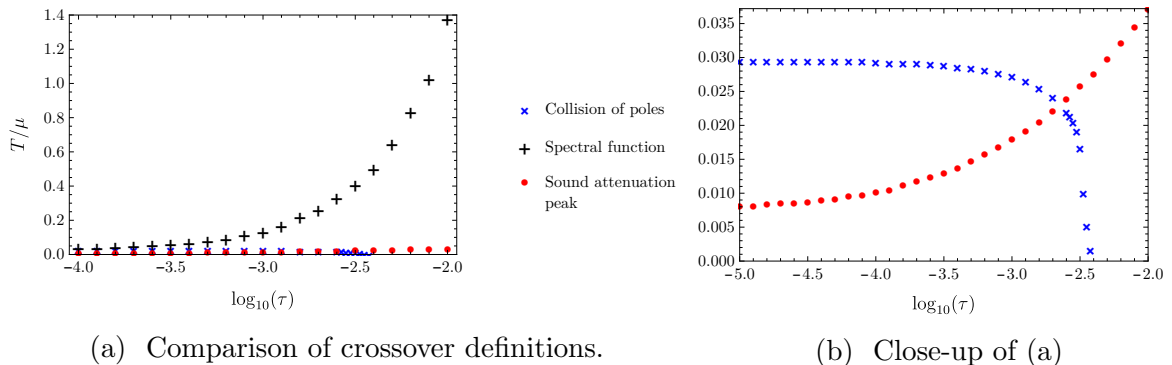 1.4
1.2
1.0
0.8
0.6
0.4
0.2
0.0
T/μ
-4.0 -3.5 -3.0 -2.5 -2.0
log₁₀(τ)
Collision of poles
Spectral function
Sound attenuation
peak
0.035
0.030
0.025
0.020
0.015
0.010
0.005
0.000
-5.0 -4.5 -4.0 -3.5 -3.0 -2.5 -2.0
log₁₀(τ)
(a) Comparison of crossover definitions.
(b) Close-up of (a)